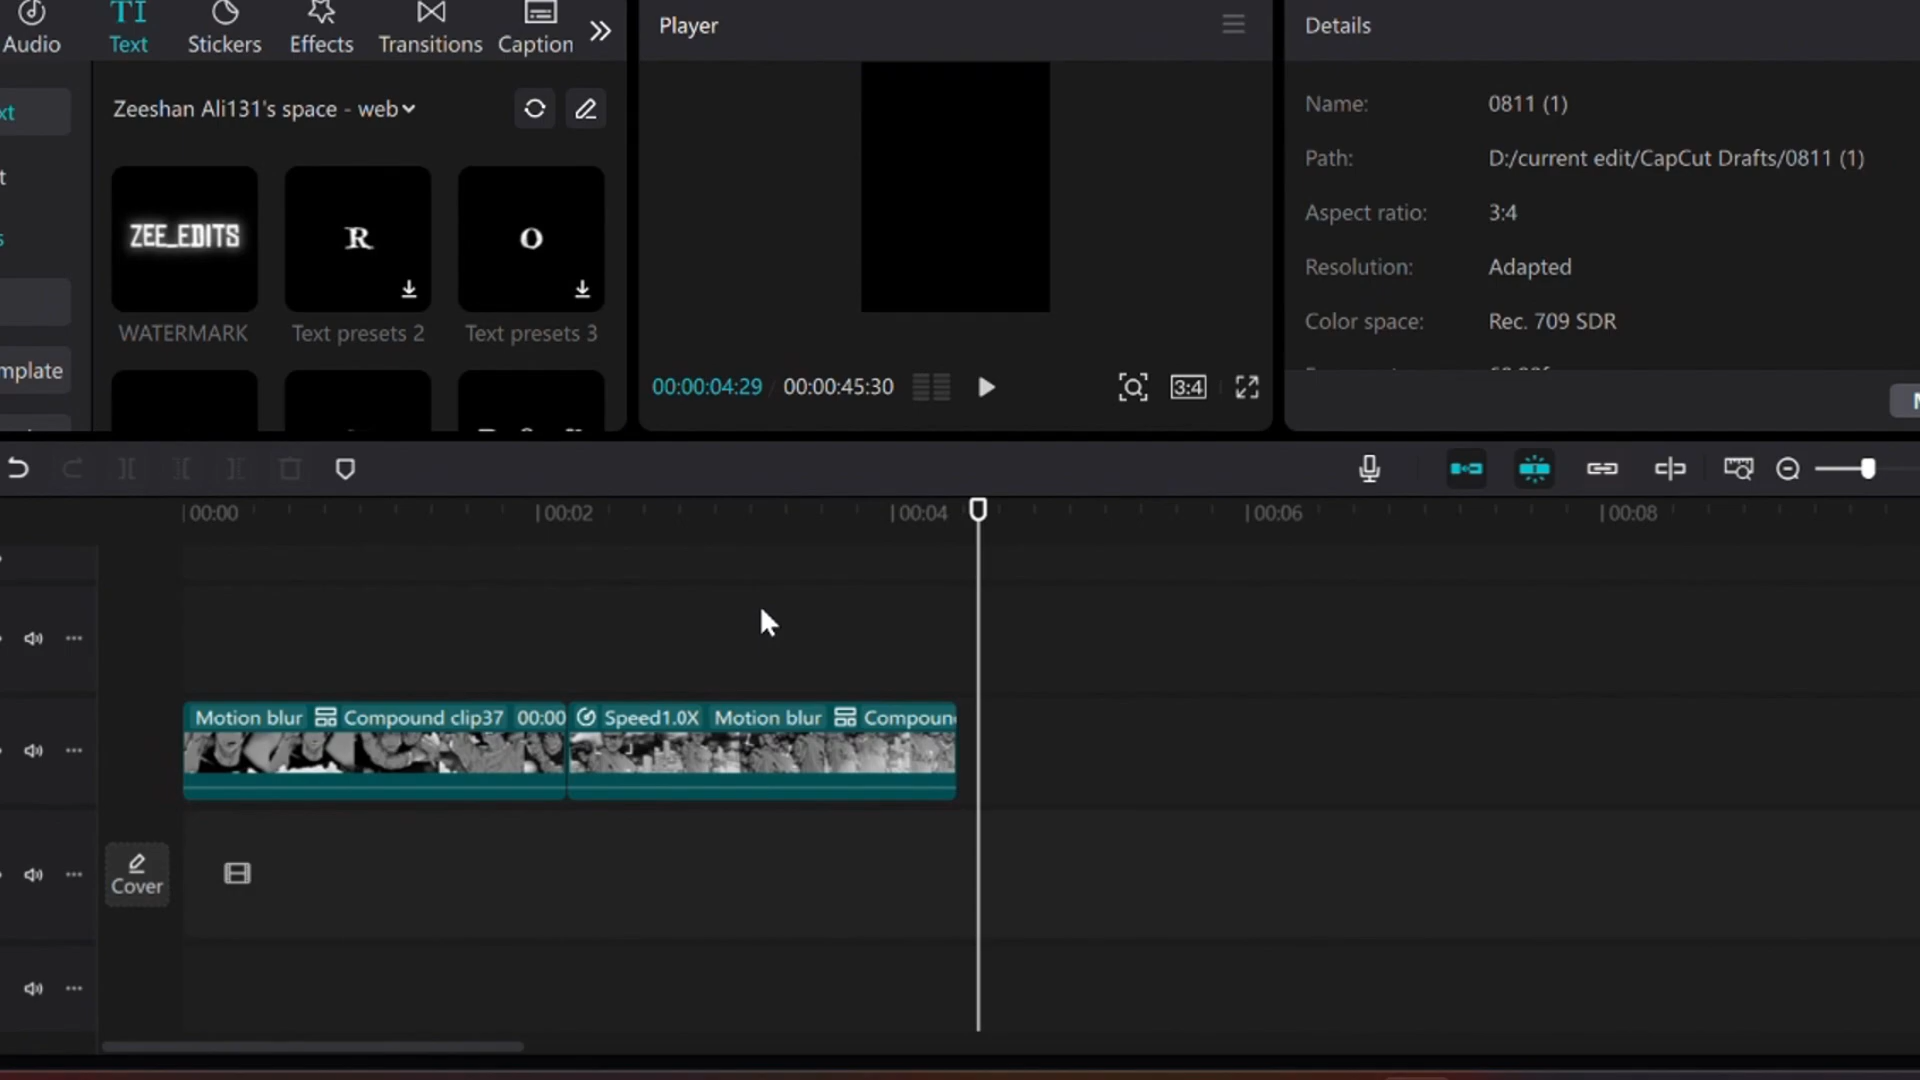 Audio
TI
Text
Stickers
Effects
Transitions
Caption
Player
Details
xt
t
s
mplate
Zeeshan Ali131's space - web
ZEE_EDITS
R
O
WATERMARK
Text presets 2
Text presets 3
Name: 0811 (1)
Path: D:/current edit/CapCut Drafts/0811 (1)
Aspect ratio: 3:4
Resolution: Adapted
Color space: Rec. 709 SDR
00:00:04:29 / 00:00:45:30
3:4
00:00
00:02
00:04
00:06
00:08
Motion blur Compound clip37 00:00
Speed1.0X Motion blur Compoun
Cover